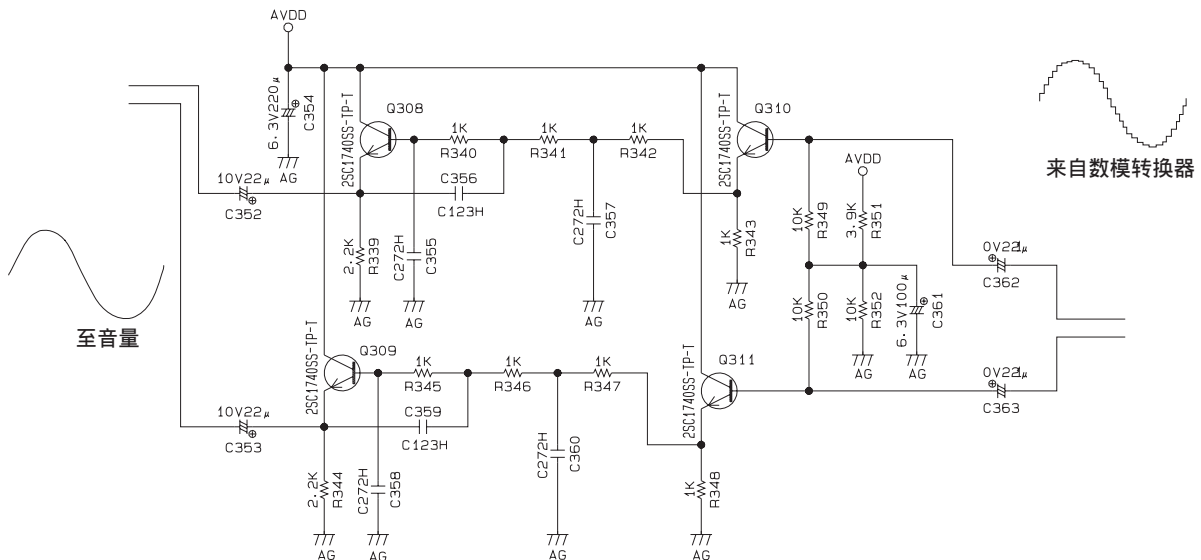 AVDD
6.3V220μ
C354
AG
2SC1740SS-TP-T
Q308
1K
R340
1K
R341
1K
R342
2SC1740SS-TP-T
Q310
AVDD
来自数模转换器
10V22μ
C352
C356
C123H
2.2K
R339
AG
C272H
C355
AG
C272H
C357
AG
1K
R343
AG
10K
R349
3.9K
R351
10K
R350
10K
R352
AG
6.3V100μ
C361
AG
C362
至音量
2SC1740SS-TP-T
Q309
1K
R345
1K
R346
1K
R347
2SC1740SS-TP-T
Q311
C363
10V22μ
C353
C359
C123H
2.2K
R344
AG
C272H
C358
AG
C272H
C360
AG
1K
R348
AG